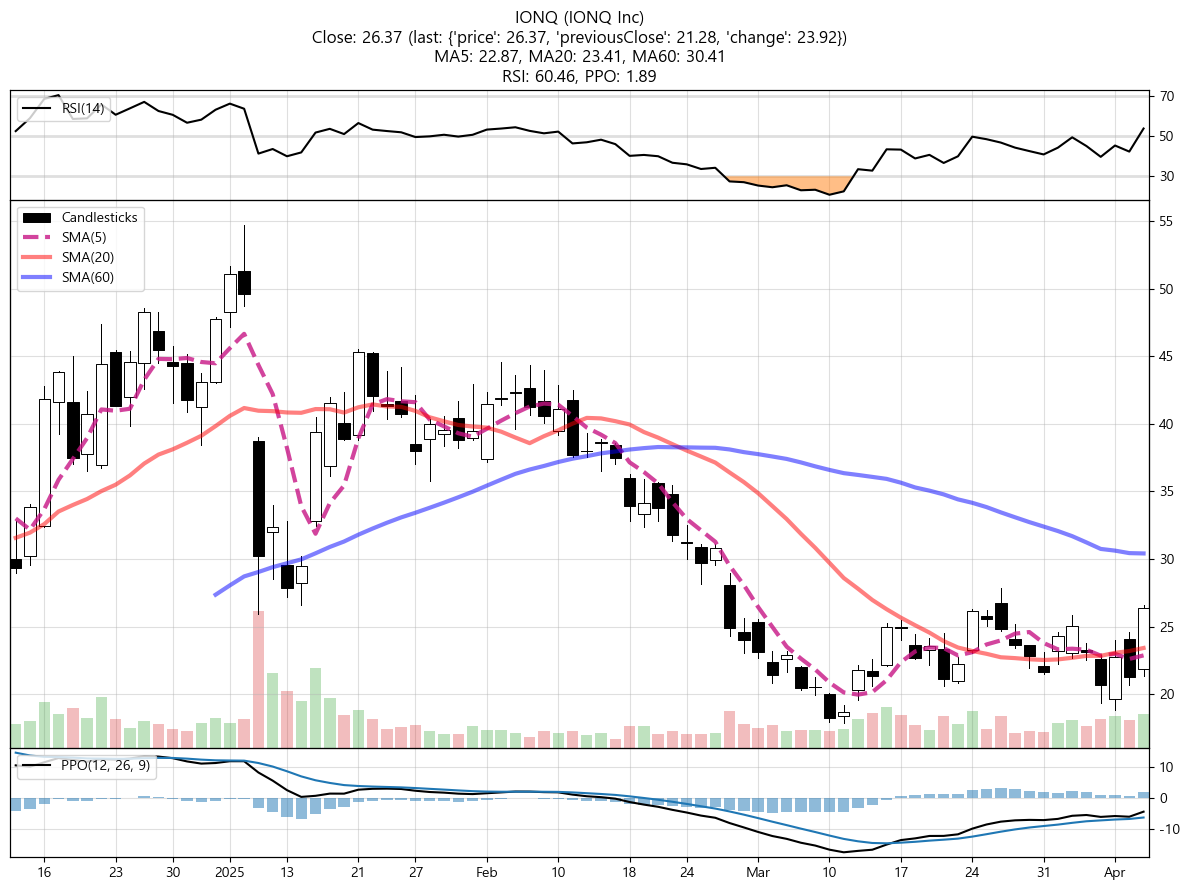 IONQ (IONQ Inc)
Close: 26.37 (last: {'price': 26.37, 'previousClose': 21.28, 'change': 23.92})
MA5: 22.87, MA20: 23.41, MA60: 30.41
RSI: 60.46, PPO: 1.89
RSI(14)
70
50
30
Candlesticks
SMA(5)
SMA(20)
SMA(60)
55
50
45
40
35
30
25
20
PPO(12, 26, 9)
10
0
-10
16 23 30 2025 13 21 27 Feb 10 18 24 Mar 10 17 24 31 Apr